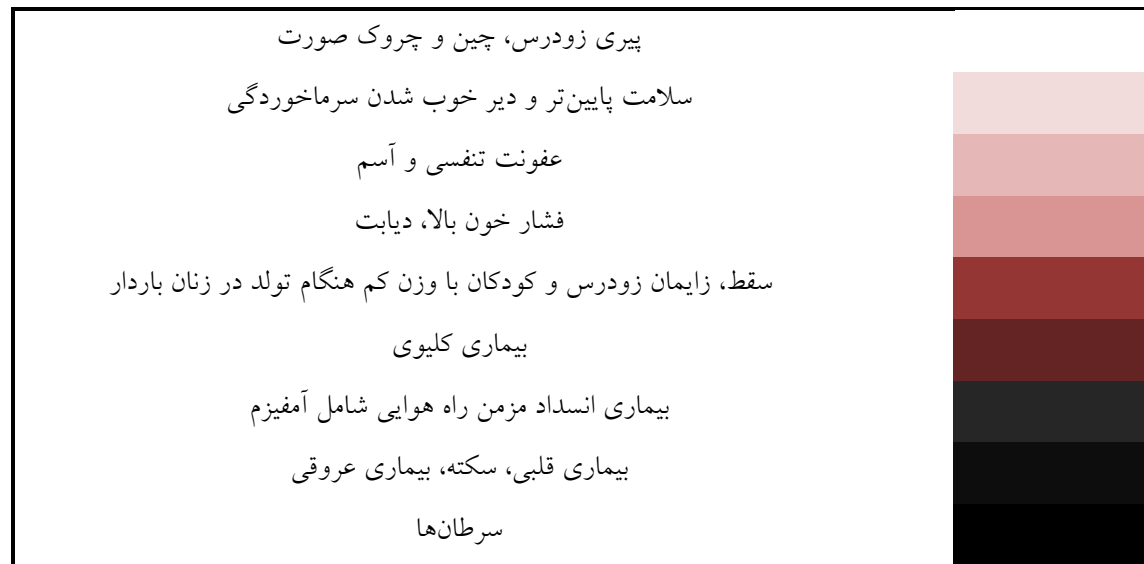 پیری زودرس، چین و چروک صورت
سلامت پایین‌تر و دیر خوب شدن سرماخوردگی
عفونت تنفسی و آسم
فشار خون بالا، دیابت
سقط، زایمان زودرس و کودکان با وزن کم هنگام تولد در زنان باردار
بیماری کلیوی
بیماری انسداد مزمن راه هوایی شامل آمفیزم
بیماری قلبی، سکته، بیماری عروقی
سرطان‌ها